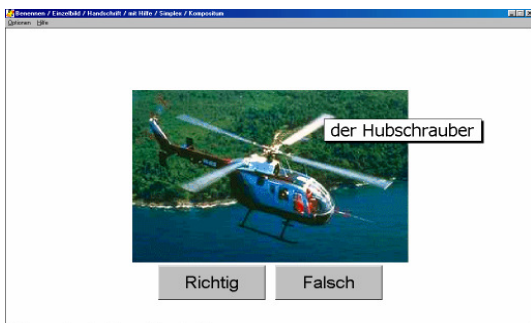 Benennen / Einzelbild / Handschrift / mit Hilfe / Simplex / Kompositum
Optionen Hilfe
der Hubschrauber
Richtig Falsch